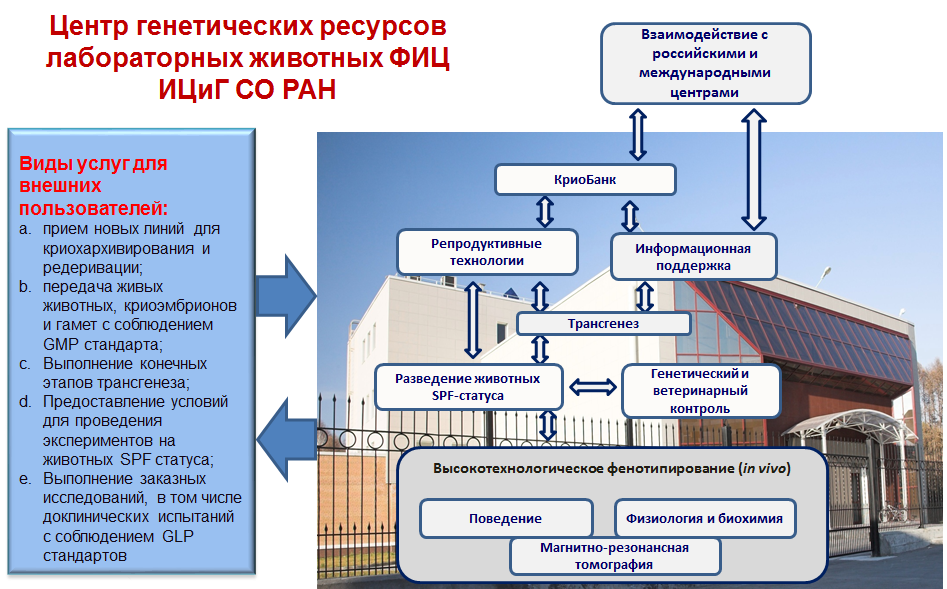 Центр генетических ресурсов
лабораторных животных ФИЦ
ИЦиГ СО РАН
Взаимодействие с
российскими и
международными
центрами
Виды услуг для
внешних
пользователей:
a. прием новых линий для
криохархивирования и
редеривации;
b. передача живых
животных, криоэмбрионов
и гамет с соблюдением
GMP стандарта;
c. Выполнение конечных
этапов трансгенеза;
d. Предоставление условий
для проведения
экспериментов на
животных SPF статуса;
e. Выполнение заказных
исследований, в том числе
доклинических испытаний
с соблюдением GLP
стандартов
КриоБанк
Репродуктивные
технологии
Информационная
поддержка
Трансгенез
Разведение животных
SPF-статуса
Генетический и
ветеринарный
контроль
Высокотехнологическое фенотипирование (in vivo)
Поведение
Физиология и биохимия
Магнитно-резонансная
томография